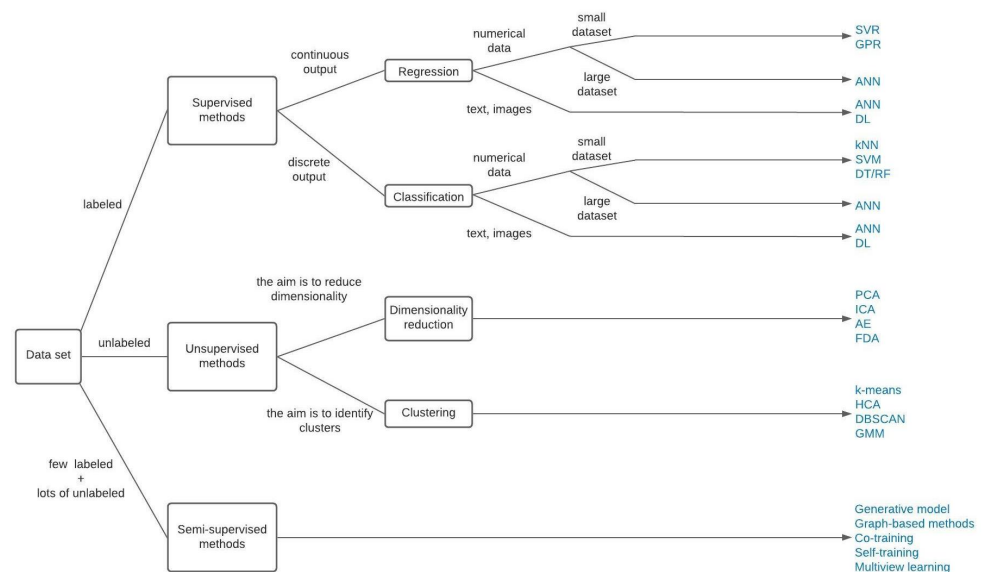 small
dataset
numerical
data
SVR
GPR
continuous
output
Regression
large
dataset
ANN
Supervised
methods
text, images
ANN
DL
small
dataset
numerical
data
kNN
SVM
DT/RF
discrete
output
Classification
large
dataset
ANN
labeled
text, images
ANN
DL
the aim is to reduce
dimensionality
Dimensionality
reduction
PCA
ICA
AE
FDA
Data set
unlabeled
Unsupervised
methods
the aim is to identify
clusters
Clustering
k-means
HCA
DBSCAN
GMM
few labeled
+
lots of unlabeled
Semi-supervised
methods
Generative model
Graph-based methods
Co-training
Self-training
Multiview learning